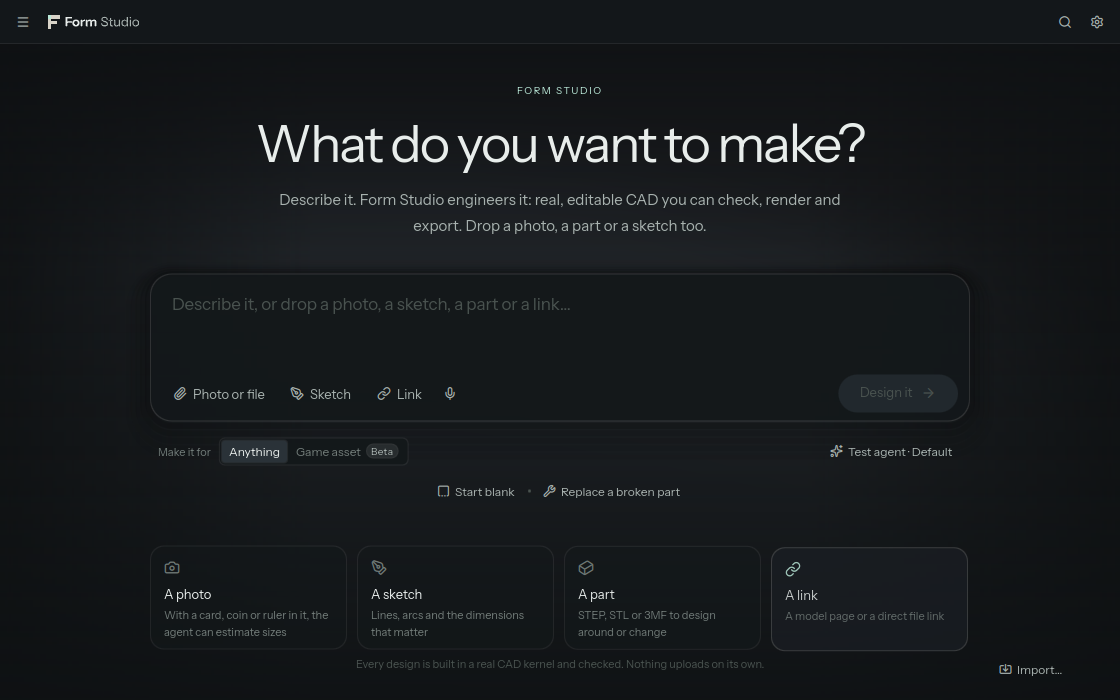 Form Studio
FORM STUDIO
What do you want to make?
Describe it. Form Studio engineers it: real, editable CAD you can check, render and
export. Drop a photo, a part or a sketch too.
Describe it, or drop a photo, a sketch, a part or a link...
Photo or file
Sketch
Link
Design it
Make it for
Anything
Game asset
Beta
Test agent · Default
Start blank
Replace a broken part
A photo
With a card, coin or ruler in it, the
agent can estimate sizes
A sketch
Lines, arcs and the dimensions
that matter
A part
STEP, STL or 3MF to design
around or change
A link
A model page or a direct file link
Every design is built in a real CAD kernel and checked. Nothing uploads on its own.
Import...